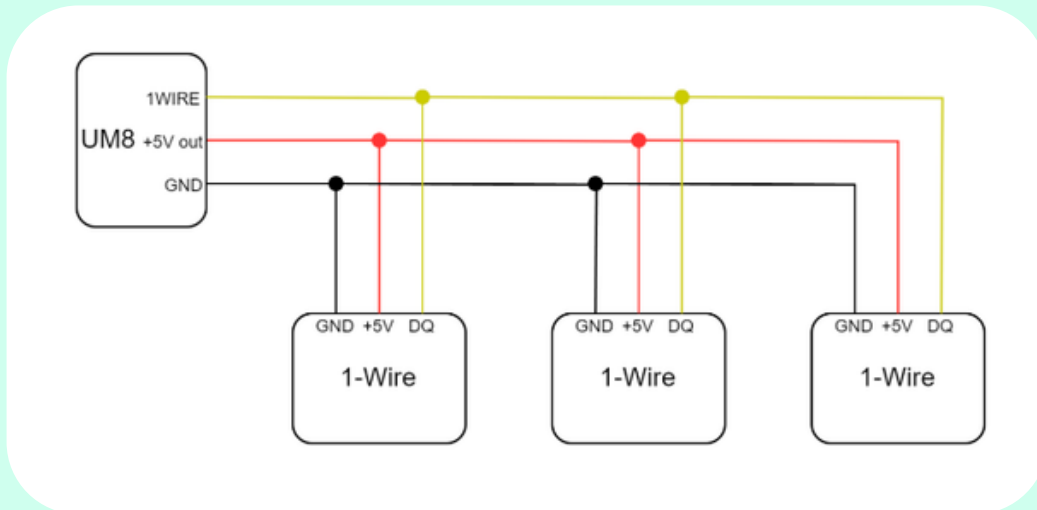 1WIRE
UM8 +5V out
GND
GND +5V DQ
1-Wire
GND +5V DQ
1-Wire
GND +5V DQ
1-Wire